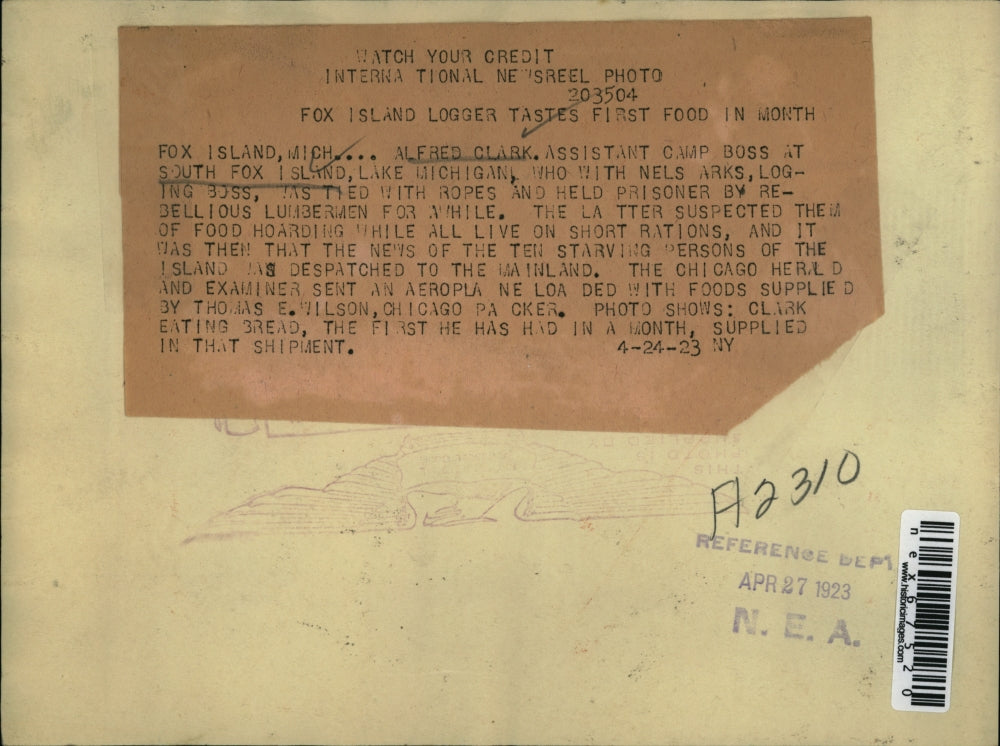 WATCH YOUR CREDIT
INTERNA TIONAL NEWSREEL PHOTO
203504
FOX ISLAND LOGGER TASTES FIRST FOOD IN MONTH
FOX ISLAND, MICH.... ALFRED CLARK. ASSISTANT CAMP BOSS AT
SOUTH FOX ISLAND, LAKE MICHIGAN, WHO WITH NELS ARKS, LOG-
ING BOSS, WAS TIED WITH ROPES AND HELD PRISONER BY RE-
BELLIOUS LUMBERMEN FOR AWHILE. THE LA TTER SUSPECTED THEM
OF FOOD HOARDING WHILE ALL LIVE ON SHORT RATIONS, AND IT
WAS THEN THAT THE NEWS OF THE TEN STARVING PERSONS OF THE
ISLAND WAS DESPATCHED TO THE MAINLAND. THE CHICAGO HERAL D
AND EXAMINER SENT AN AEROPLA NE LOA DED WITH FOODS SUPPLIE D
BY THOMAS E. WILSON, CHICAGO PA CKER. PHOTO SHOWS: CLARK
EATING BREAD, THE FIRST HE HAS HAD IN A MONTH, SUPPLIED
IN THAT SHIPMENT. 4-24-23 NY
A2310
REFERENCE DEPT
APR 27 1923
N. E. A.
nex67520
www.historicimages.com